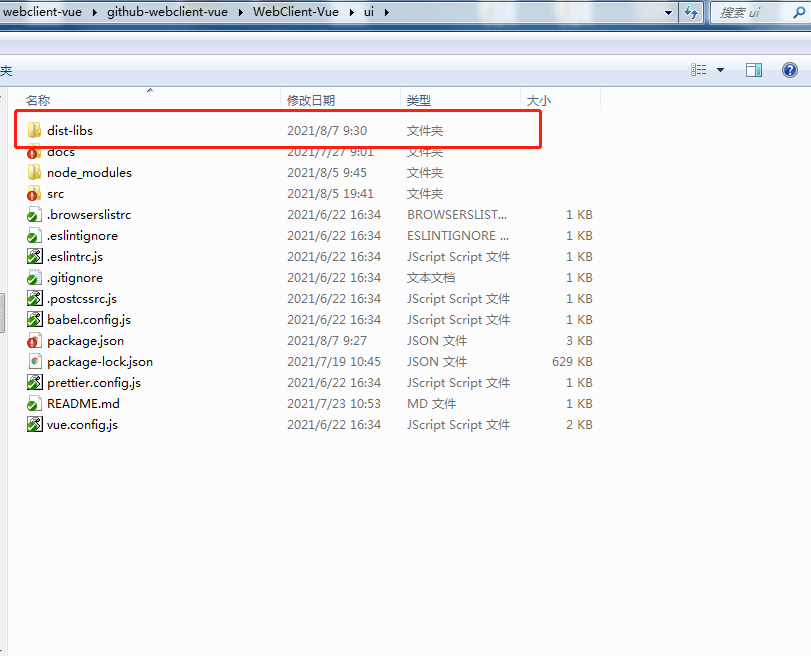 webclient-vue ▸ github-webclient-vue ▸ WebClient-Vue ▸ ui ▸ 搜索 ui
夹
名称 修改日期 类型 大小
dist-libs 2021/8/7 9:30 文件夹
docs 2021/7/27 9:01 文件夹
node_modules 2021/8/5 9:45 文件夹
src 2021/8/5 19:41 文件夹
.browserslistrc 2021/6/22 16:34 BROWSERSLIST... 1 KB
.eslintignore 2021/6/22 16:34 ESLINTIGNORE ... 1 KB
.eslintrc.js 2021/6/22 16:34 JScript Script 文件 1 KB
.gitignore 2021/6/22 16:34 文本文档 1 KB
.postcssrc.js 2021/6/22 16:34 JScript Script 文件 1 KB
babel.config.js 2021/6/22 16:34 JScript Script 文件 1 KB
package.json 2021/8/7 9:27 JSON 文件 3 KB
package-lock.json 2021/7/19 10:45 JSON 文件 629 KB
prettier.config.js 2021/6/22 16:34 JScript Script 文件 1 KB
README.md 2021/7/23 10:53 MD 文件 1 KB
vue.config.js 2021/6/22 16:34 JScript Script 文件 2 KB